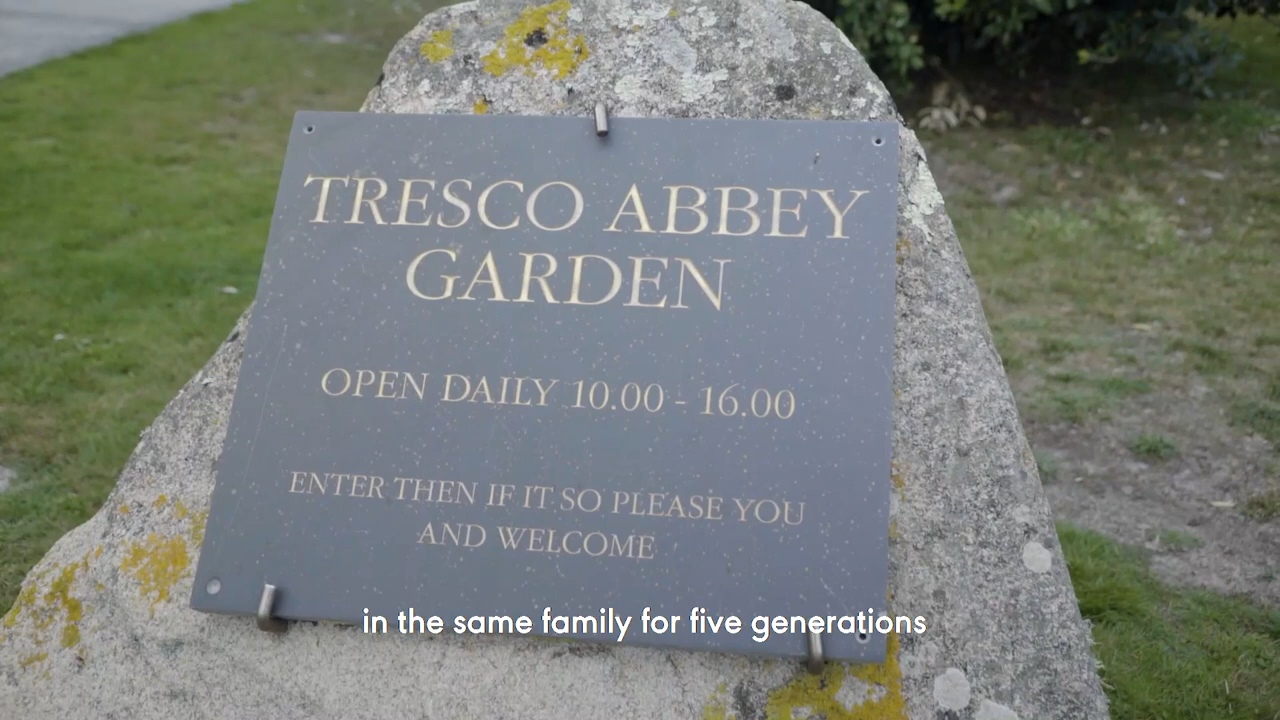 TRESCO ABBEY
GARDEN
OPEN DAILY 10.00 - 16.00
ENTER THEN IF IT SO PLEASE YOU
AND WELCOME
in the same family for five generations